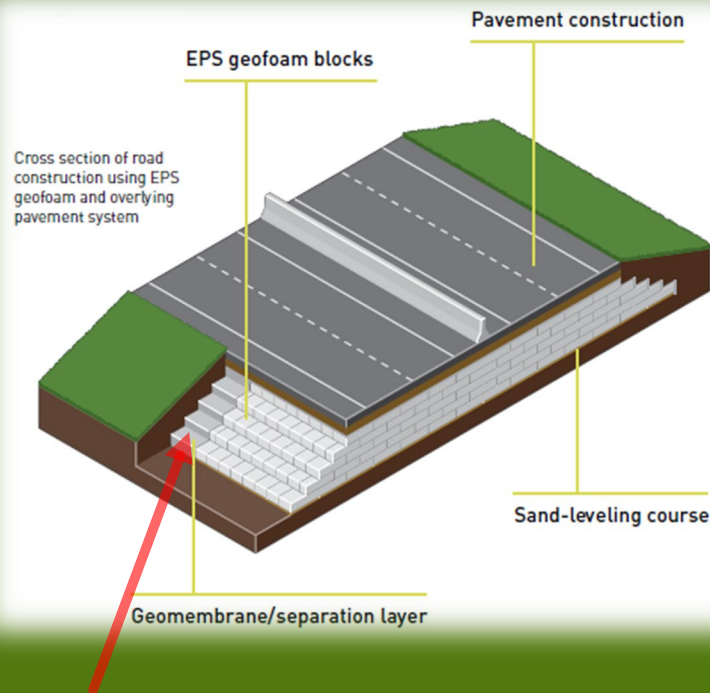 Pavement construction
EPS geofoam blocks
Cross section of road
construction using EPS
geofoam and overlying
pavement system
Sand-leveling course
Geomembrane/separation layer